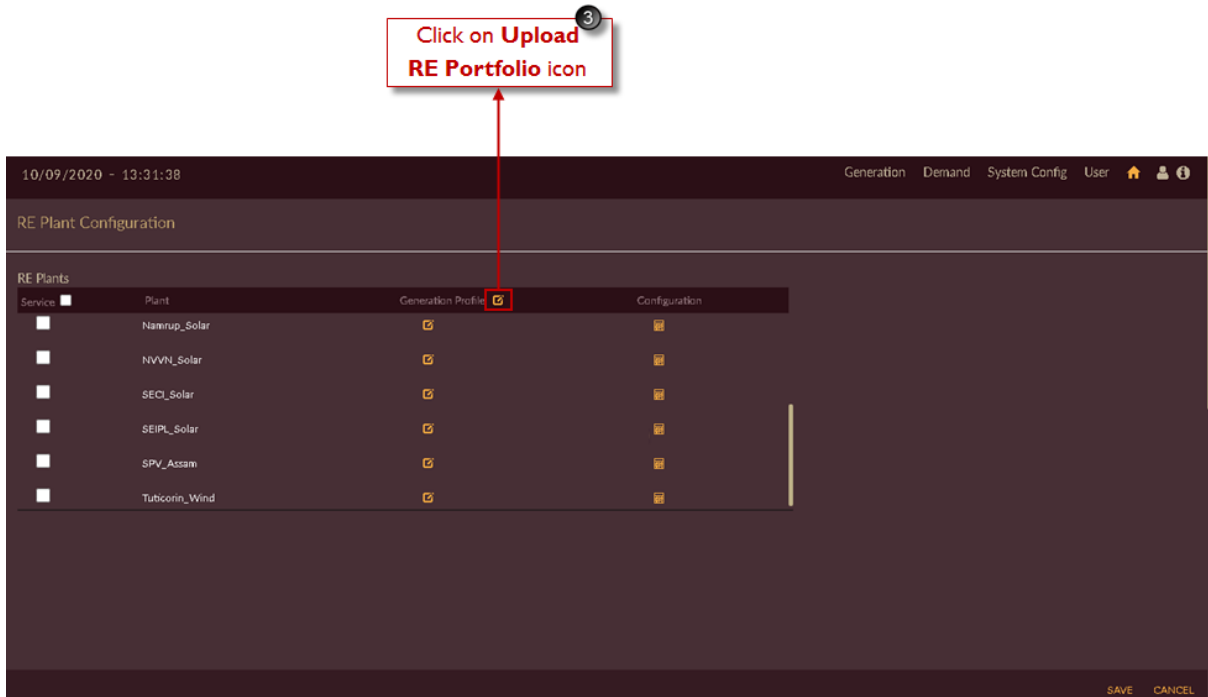 3
Click on Upload
RE Portfolio icon
10/09/2020 - 13:31:38
Generation Demand System Config User
RE Plant Configuration
RE Plants
Service Plant Generation Profile Configuration
Namrup_Solar
NVVN_Solar
SECI_Solar
SEIPL_Solar
SPV_Assam
Tuticorin_Wind
SAVE CANCEL